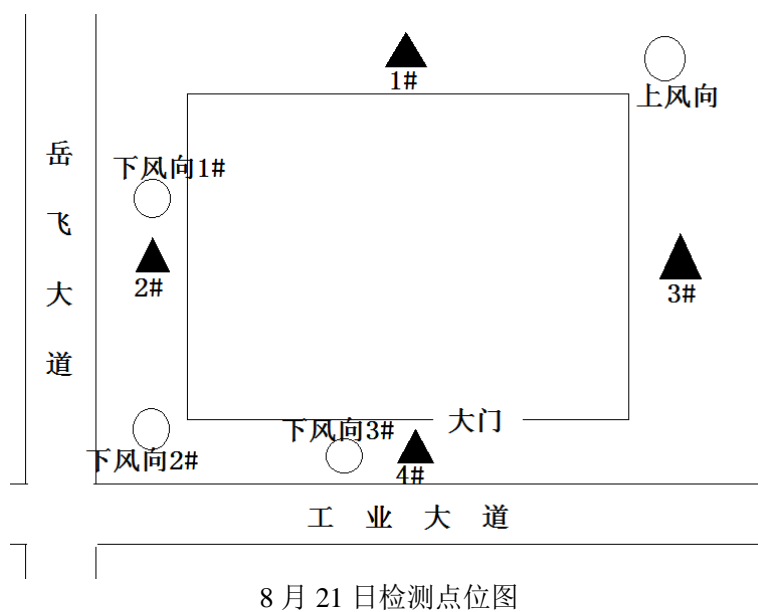 1#
上风向
岳飞大道
下风向1#
2#
3#
大门
下风向3#
下风向2#
4#
工业大道
8月21日检测点位图